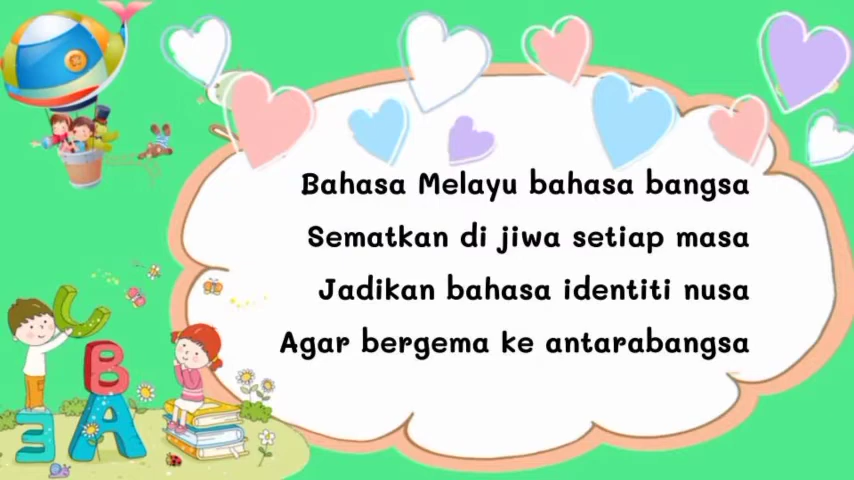 Bahasa Melayu bahasa bangsa
Sematkan di jiwa setiap masa
Jadikan bahasa identiti nusa
Agar bergema ke antarabangsa
C
B
E A